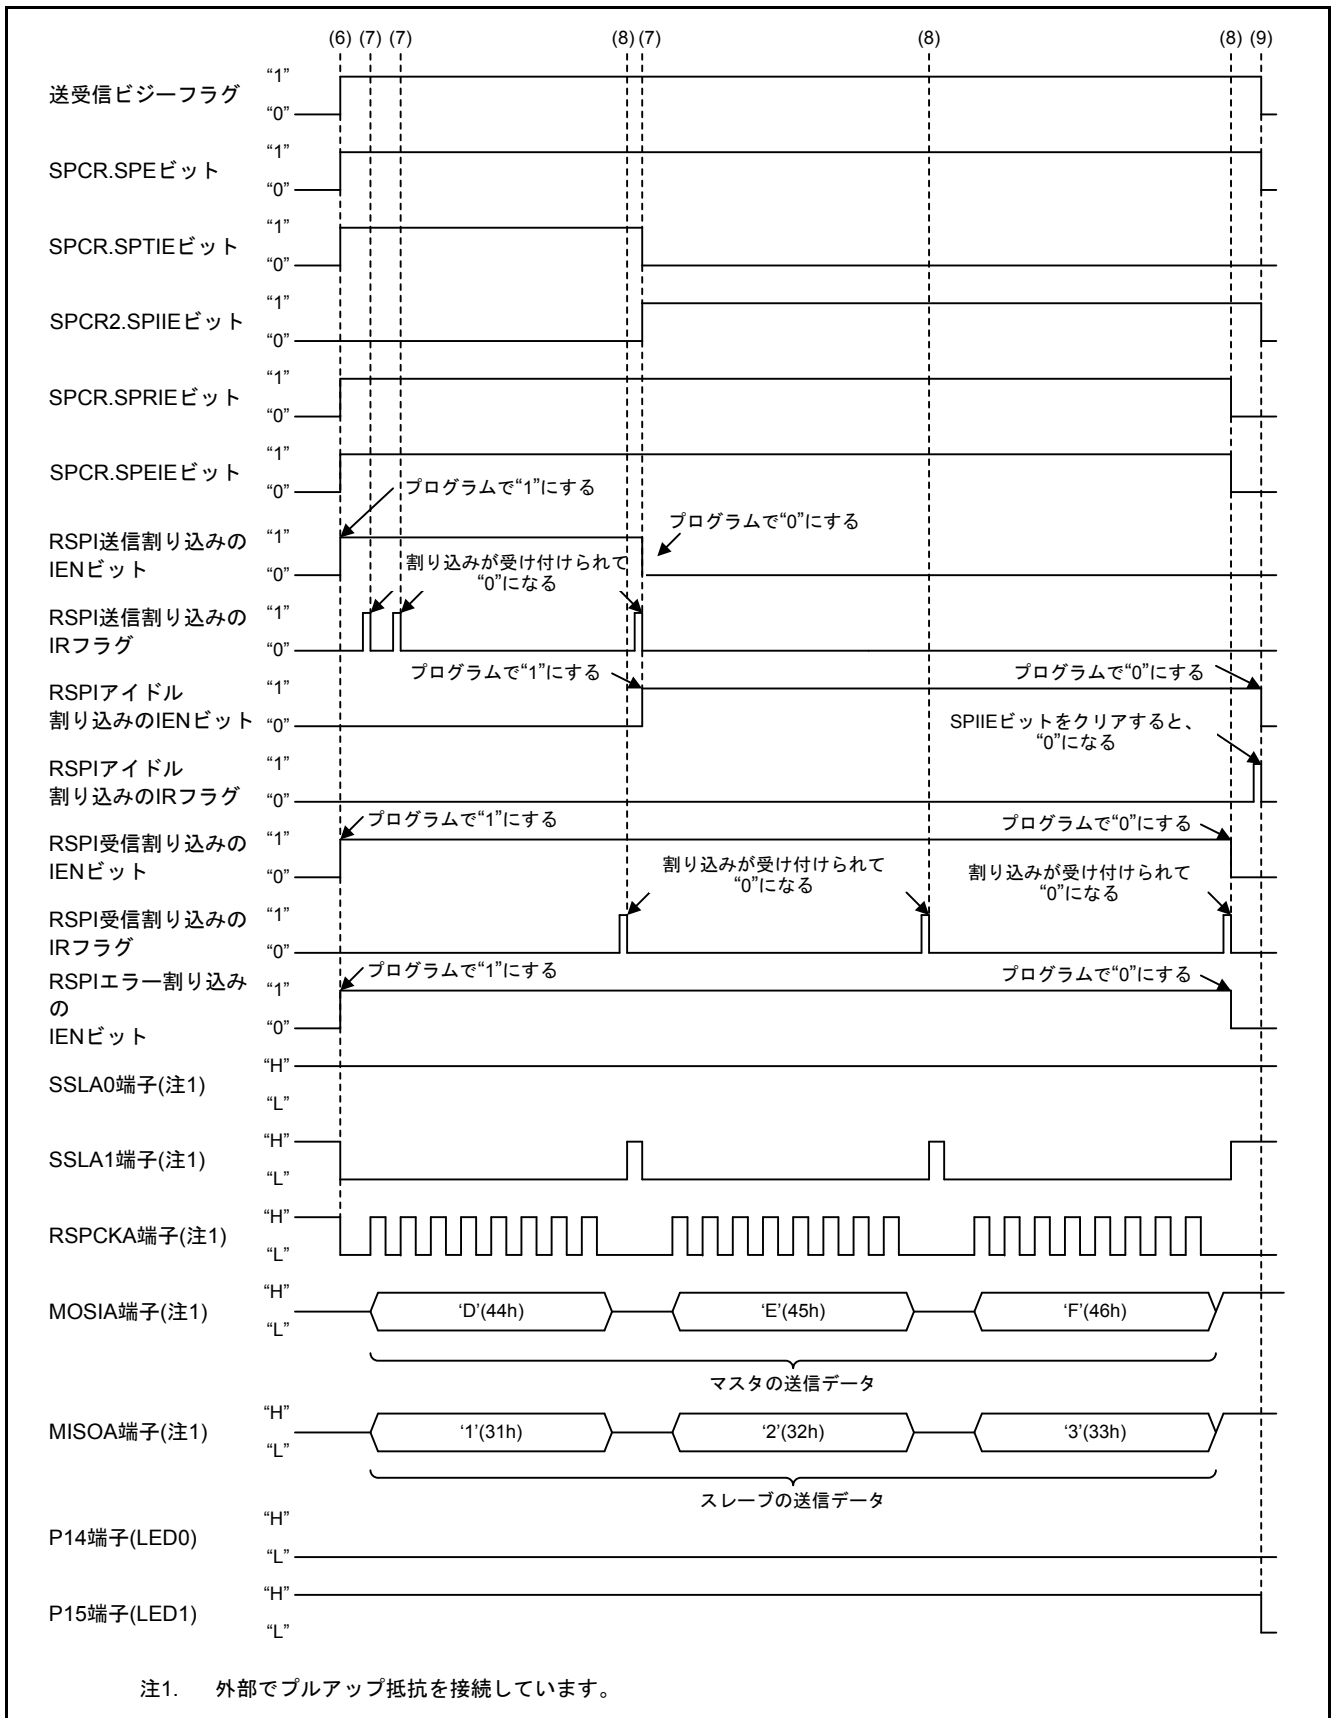 (6) (7) (7) (8) (7) (8) (8) (9)
送受信ビジーフラグ
“1”
“0”
SPCR.SPEビット
“1”
“0”
SPCR.SPTIEビット
“1”
“0”
SPCR2.SPIIEビット
“1”
“0”
SPCR.SPRIEビット
“1”
“0”
SPCR.SPEIEビット
“1”
“0”
プログラムで“1”にする
RSPI送信割り込みの
IENビット
“1”
“0”
プログラムで“0”にする
割り込みが受け付けられて
“0”になる
RSPI送信割り込みの
IRフラグ
“1”
“0”
プログラムで“1”にする
プログラムで“0”にする
RSPIアイドル
割り込みのIENビット
“1”
“0”
SPIIEビットをクリアすると、
“0”になる
RSPIアイドル
割り込みのIRフラグ
“1”
“0”
プログラムで“1”にする
プログラムで“0”にする
RSPI受信割り込みの
IENビット
“1”
“0”
割り込みが受け付けられて
“0”になる
割り込みが受け付けられて
“0”になる
RSPI受信割り込みの
IRフラグ
“1”
“0”
プログラムで“1”にする
プログラムで“0”にする
RSPIエラー割り込み
の
IENビット
“1”
“0”
SSLA0端子(注1)
“H”
“L”
SSLA1端子(注1)
“H”
“L”
RSPCKA端子(注1)
“H”
“L”
MOSIA端子(注1)
“H”
“L”
‘D’(44h)
‘E’(45h)
‘F’(46h)
マスタの送信データ
MISOA端子(注1)
“H”
“L”
‘1’(31h)
‘2’(32h)
‘3’(33h)
スレーブの送信データ
P14端子(LED0)
“H”
“L”
P15端子(LED1)
“H”
“L”
注1. 外部でプルアップ抵抗を接続しています。